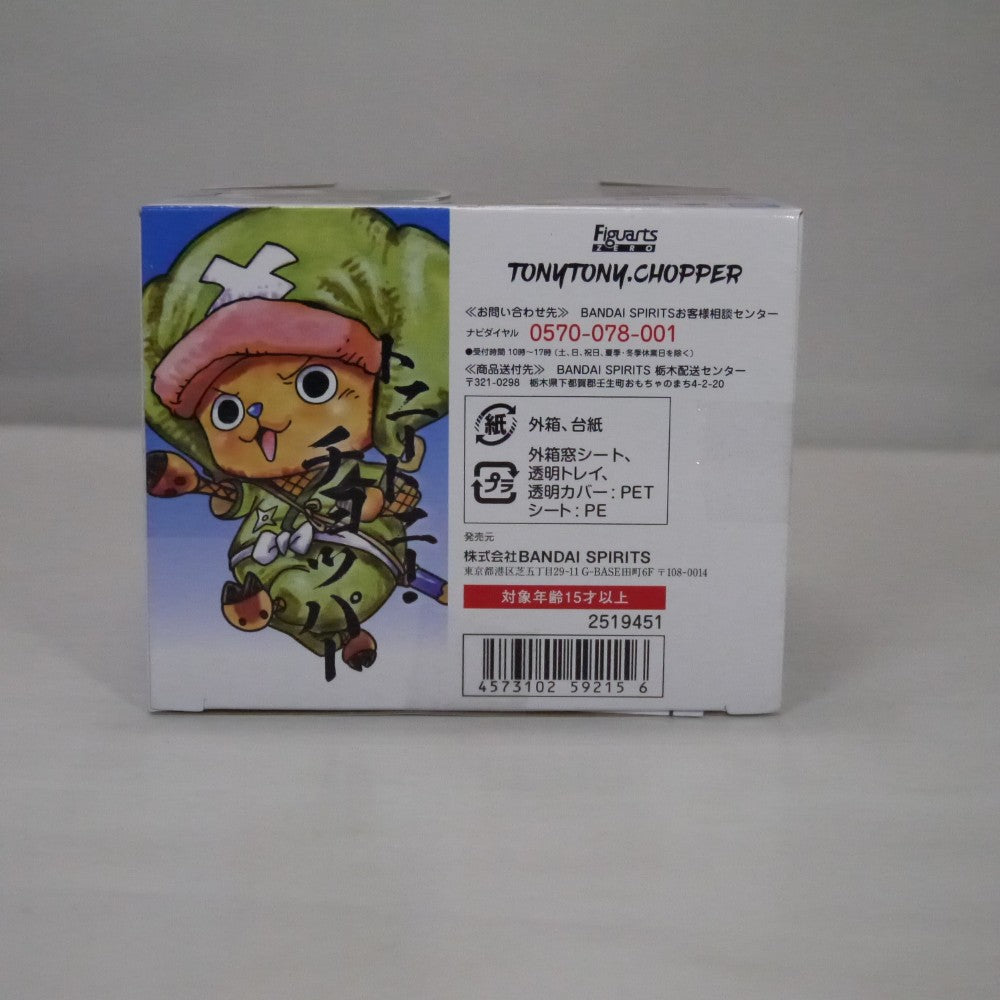 トニートニー・
チョッパー
Figuarts
ZERO
TONYTONY.CHOPPER
≪お問い合わせ先≫ BANDAI SPIRITSお客様相談センター
ナビダイヤル 0570-078-001
●受付時間 10時～17時 (土、日、祝日、夏季・冬季休業日を除く)
≪商品送付先≫ BANDAI SPIRITS 栃木配送センター
〒321-0298 栃木県下都賀郡壬生町おもちゃのまち4-2-20
紙 外箱、台紙
プラ 外箱窓シート、
透明トレイ、
透明カバー：PET
シート：PE
発売元
株式会社BANDAI SPIRITS
東京都港区芝五丁目29-11 G-BASE田町6F 〒108-0014
対象年齢15才以上
2519451
4573102 592156